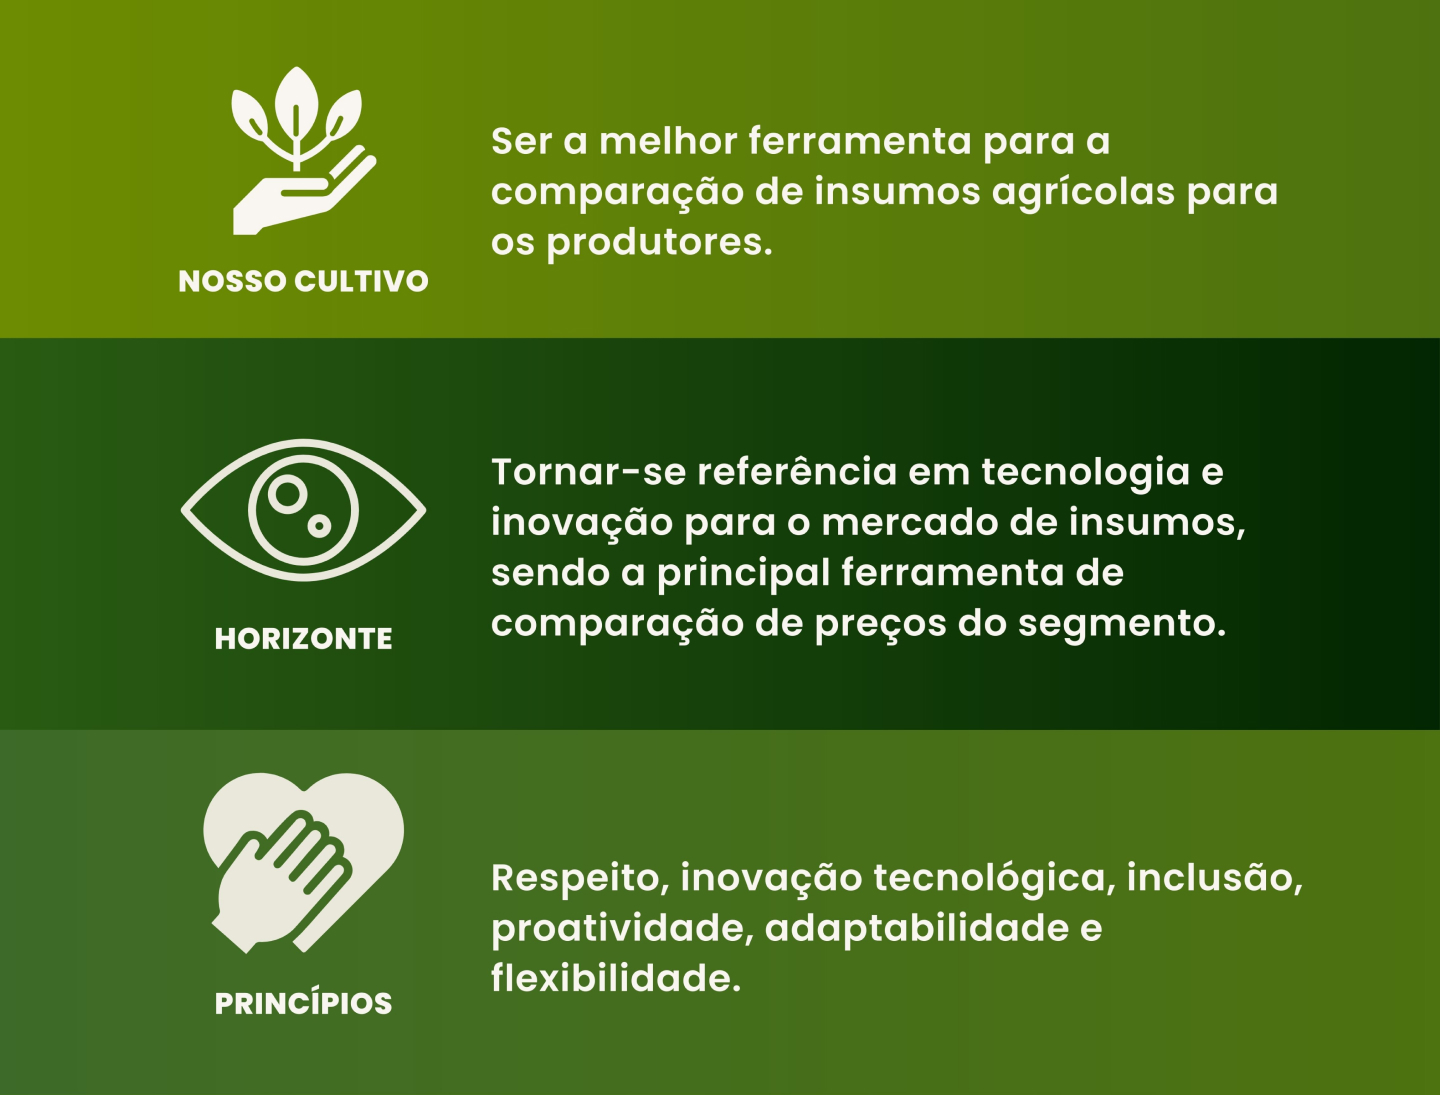 Ser a melhor ferramenta para a
comparação de insumos agrícolas para
os produtores.
NOSSO CULTIVO
Tornar-se referência em tecnologia e
inovação para o mercado de insumos,
sendo a principal ferramenta de
comparação de preços do segmento.
HORIZONTE
Respeito, inovação tecnológica, inclusão,
proatividade, adaptabilidade e
flexibilidade.
PRINCÍPIOS